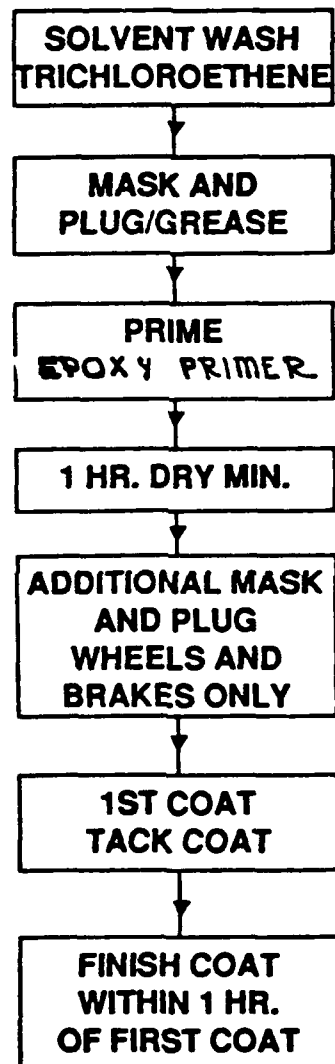 SOLVENT WASH
TRICHLOROETHENE
MASK AND
PLUG/GREASE
PRIME
EPOXY PRIMER
1 HR. DRY MIN.
ADDITIONAL MASK
AND PLUG
WHEELS AND
BRAKES ONLY
1ST COAT
TACK COAT
FINISH COAT
WITHIN 1 HR.
OF FIRST COAT